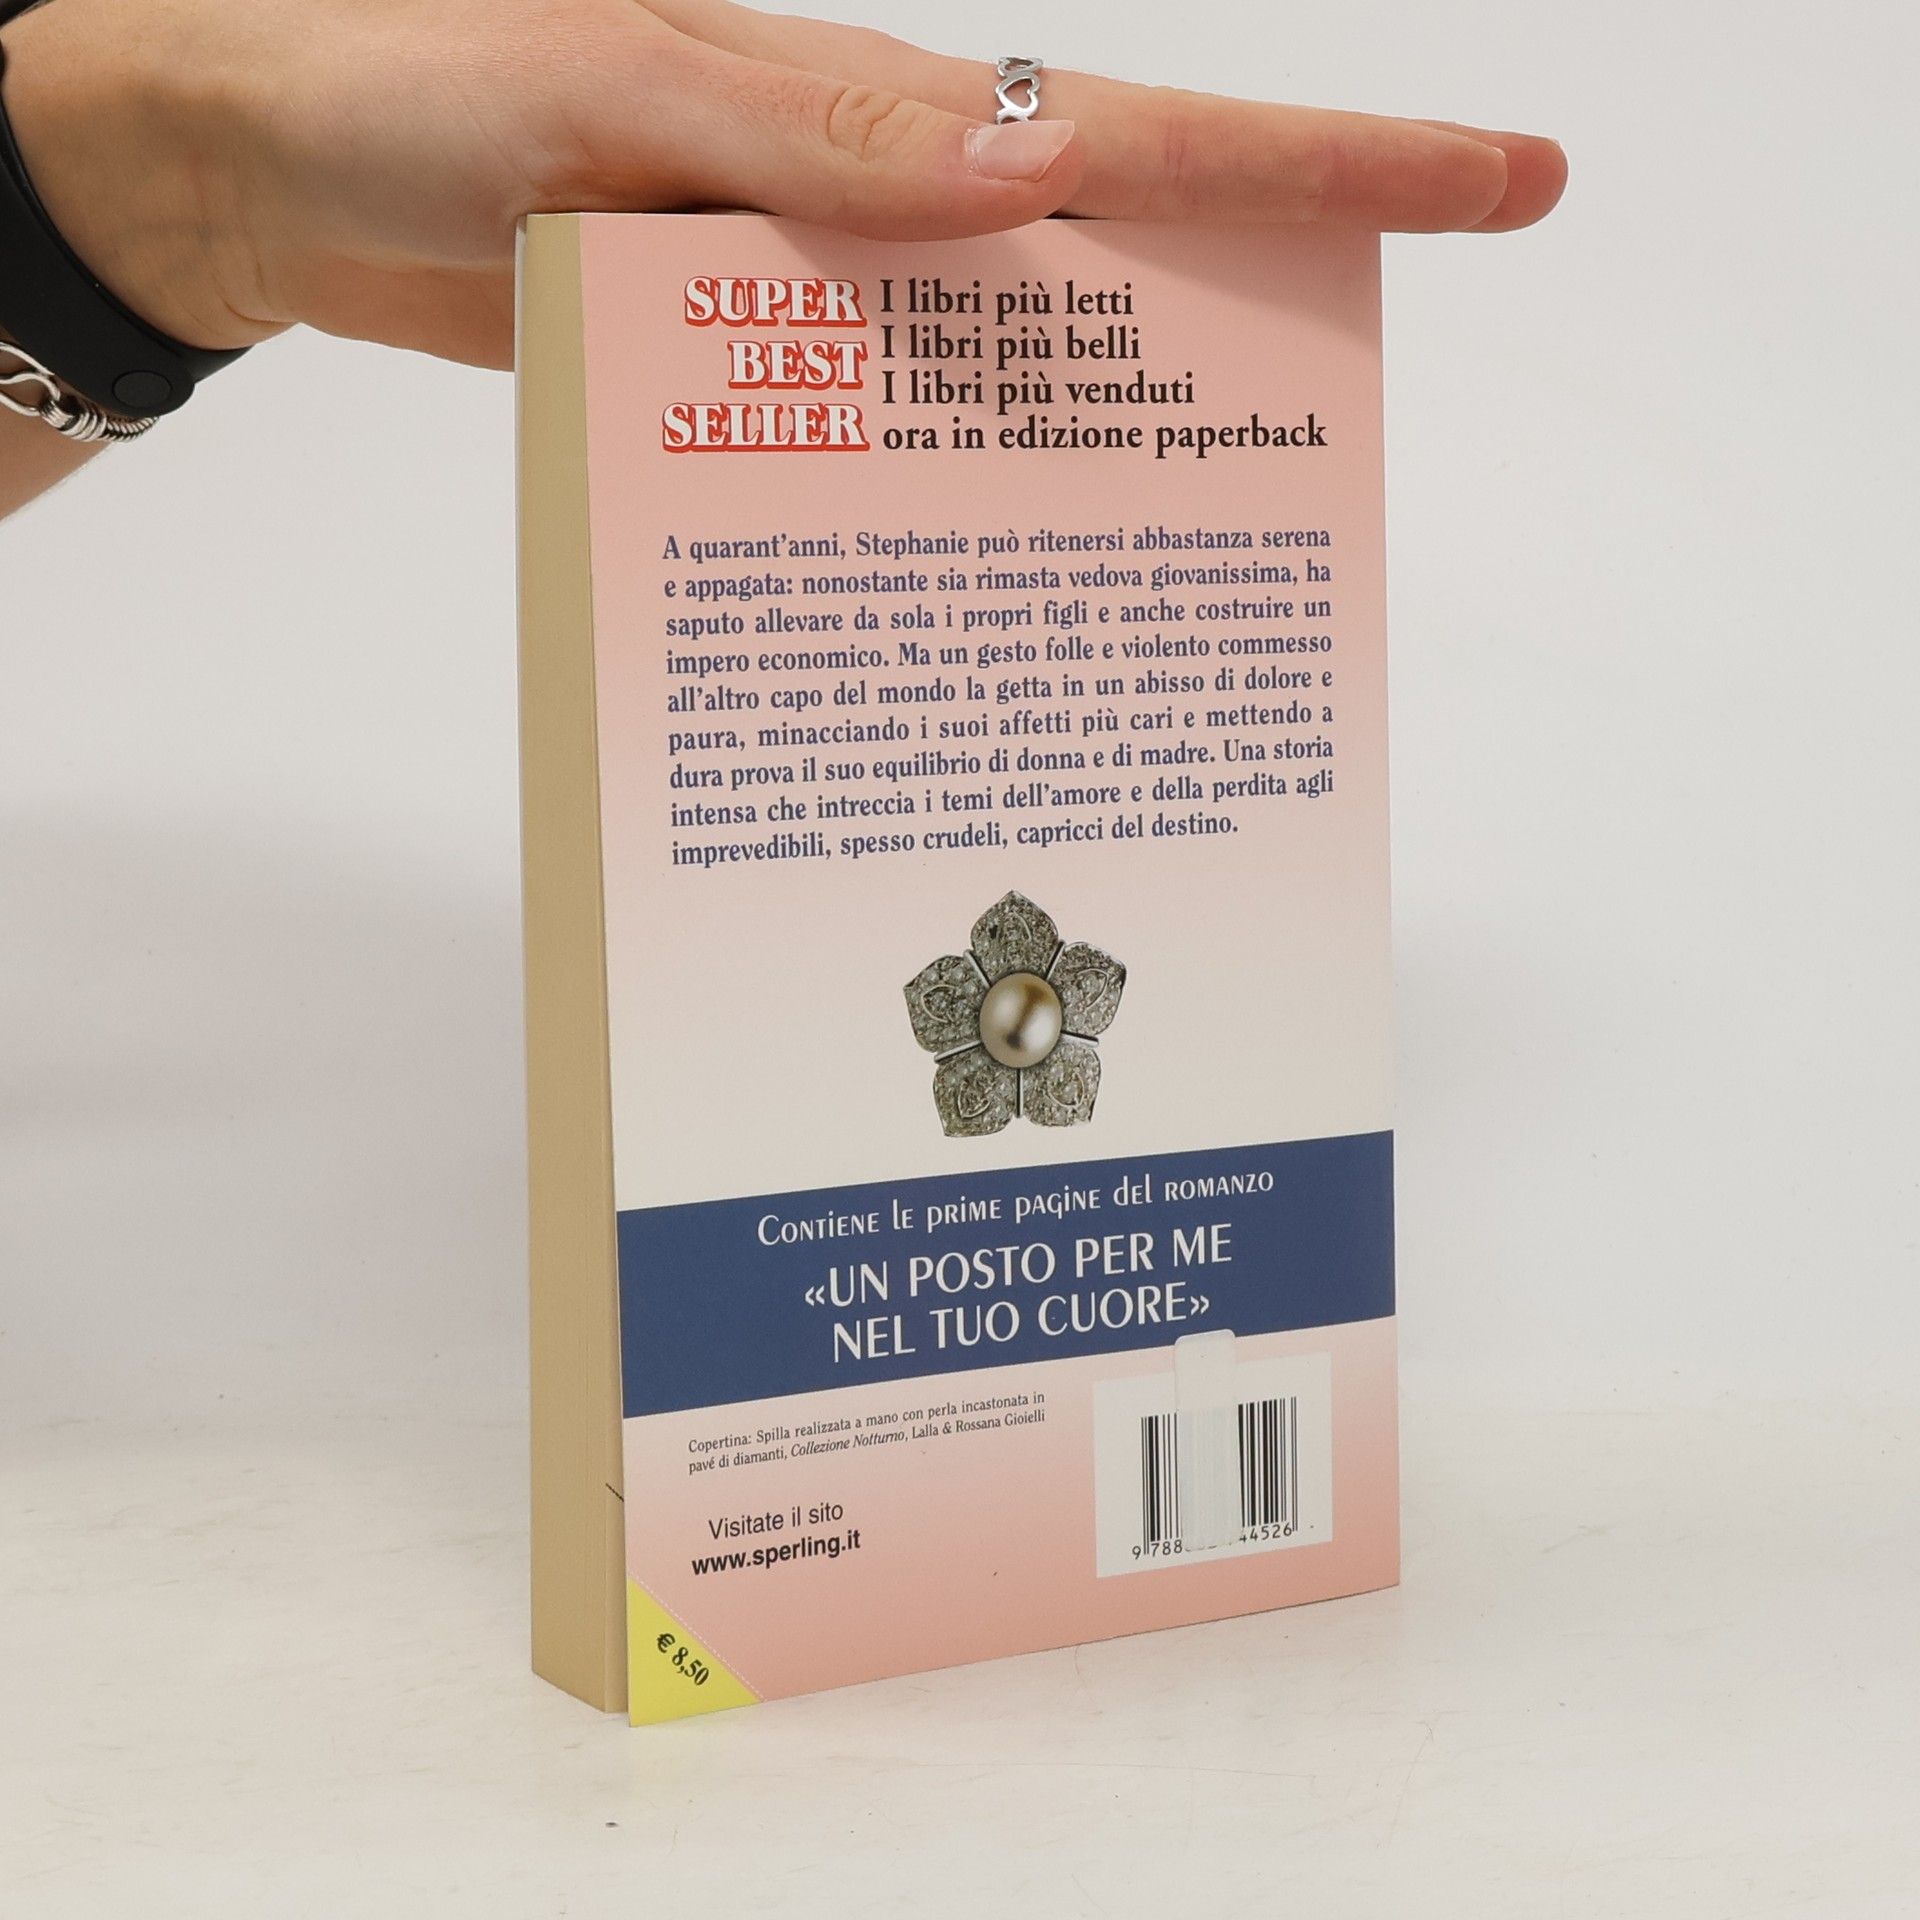 SUPER
BEST
SELLER
I libri più letti
I libri più belli
I libri più venduti
ora in edizione paperback
A quarant'anni, Stephanie può ritenersi abbastanza serena
e appagata: nonostante sia rimasta vedova giovanissima, ha
saputo allevare da sola i propri figli e anche costruire un
impero economico. Ma un gesto folle e violento commesso
all'altro capo del mondo la getta in un abisso di dolore e
paura, minacciando i suoi affetti più cari e mettendo a
dura prova il suo equilibrio di donna e di madre. Una storia
intensa che intreccia i temi dell'amore e della perdita agli
imprevedibili, spesso crudeli, capricci del destino.
CONTIENE lE PRIME PAGINE dEl ROMANZO
«UN POSTO PER ME
NEL TUO CUORE»
Copertina: Spilla realizzata a mano con perla incastonata in
pavé di diamanti, Collezione Notturno, Lalla & Rossana Gioielli
Visitate il sito
www.sperling.it
9 788 44526
€ 8,50